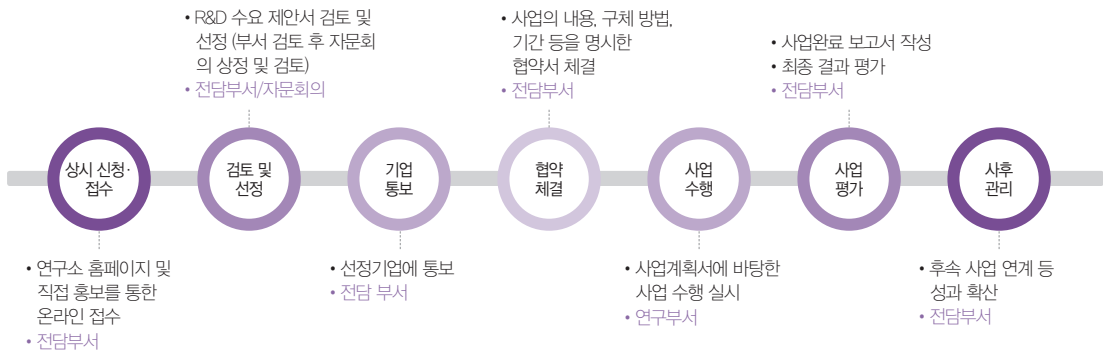 • R&D 수요 제안서 검토 및
선정 (부서 검토 후 자문회
의 상정 및 검토)
• 전담부서/자문회의
• 사업의 내용, 구체 방법,
기간 등을 명시한
협약서 체결
• 전담부서
• 사업완료 보고서 작성
• 최종 결과 평가
• 전담부서
상시 신청·
접수
검토 및
선정
기업
통보
협약
체결
사업
수행
사업
평가
사후
관리
• 연구소 홈페이지 및
직접 홍보를 통한
온라인 접수
• 전담부서
• 선정기업에 통보
• 전담 부서
• 사업계획서에 바탕한
사업 수행 실시
• 연구부서
• 후속 사업 연계 등
성과 확산
• 전담부서